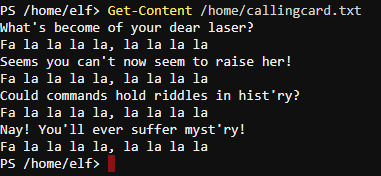 PS /home/elf> Get-Content /home/callingcard.txt
What's become of your dear laser?
Fa la la la la, la la la la
Seems you can't now seem to raise her!
Fa la la la la, la la la la
Could commands hold riddles in hist'ry?
Fa la la la la, la la la la
Nay! You'll ever suffer myst'ry!
Fa la la la la, la la la la
PS /home/elf>